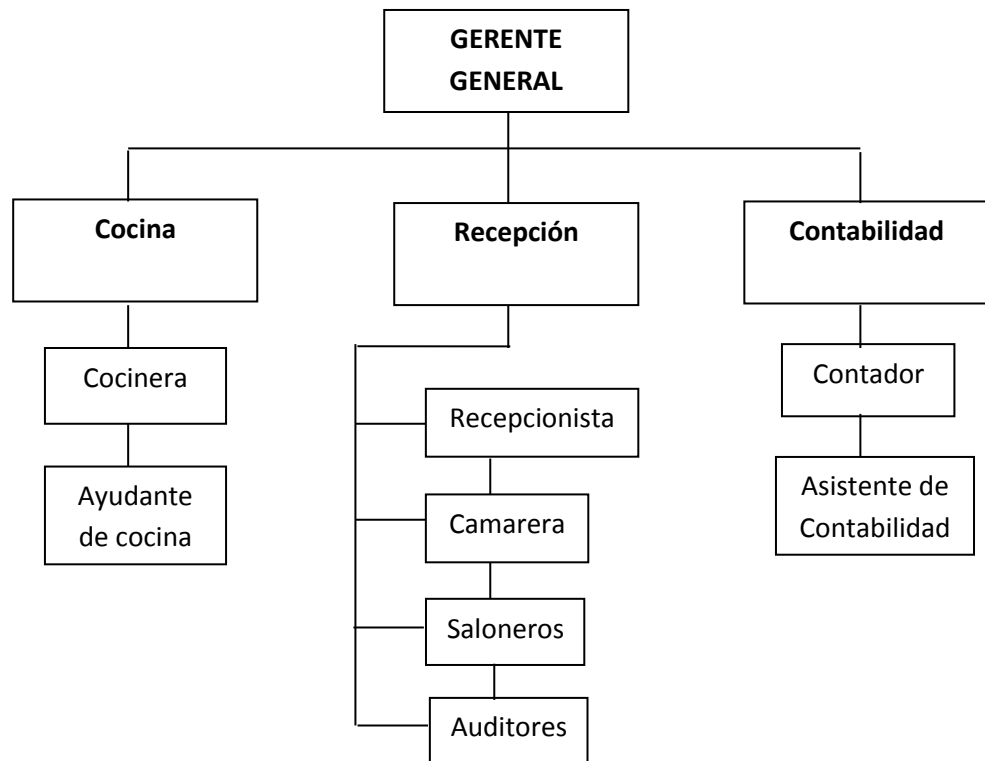 GERENTE
GENERAL
Cocina
Recepción
Contabilidad
Cocinera
Contador
Recepcionista
Ayudante
de cocina
Asistente de
Contabilidad
Camarera
Saloneros
Auditores